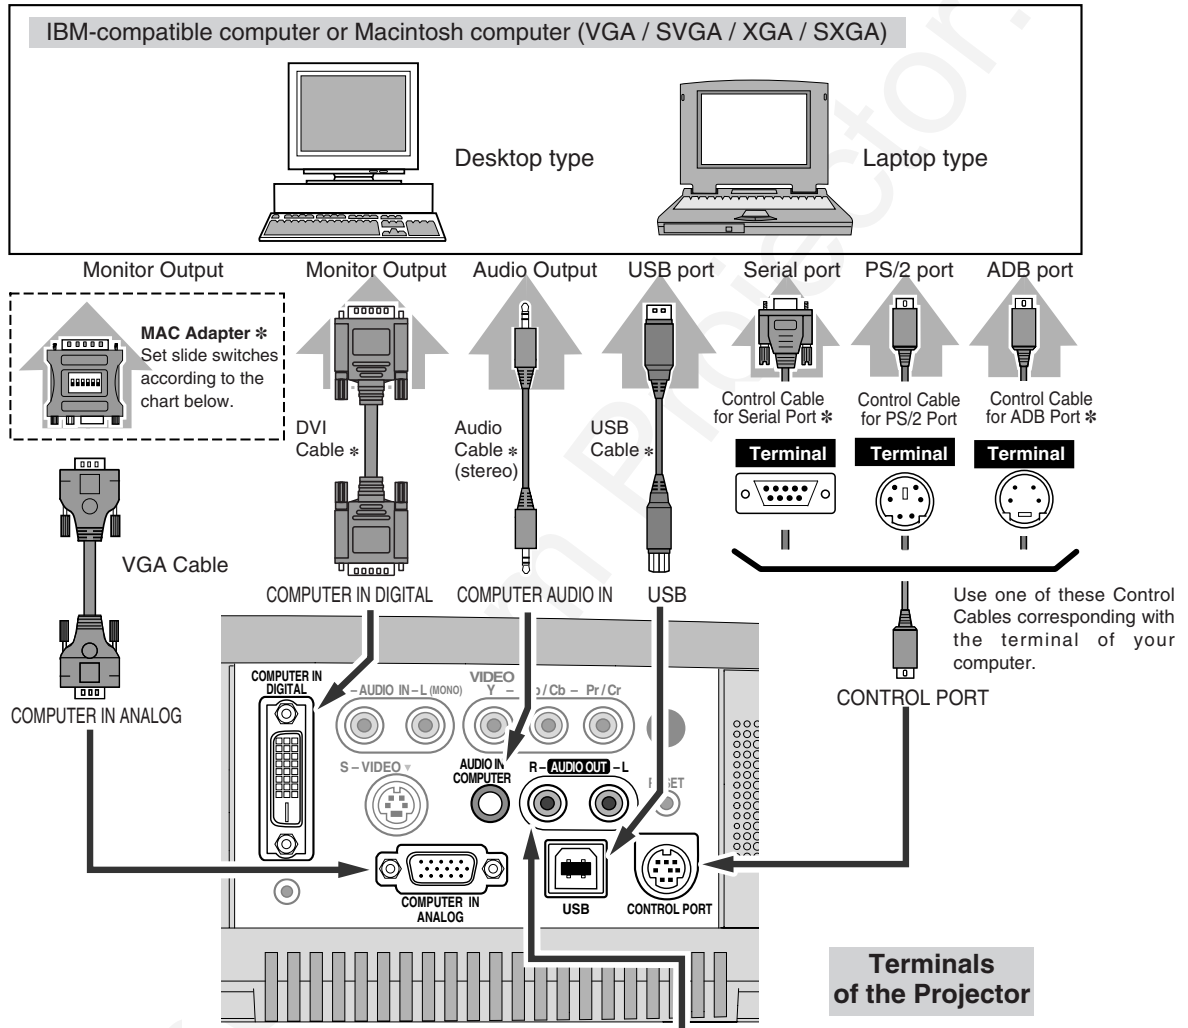 IBM-compatible computer or Macintosh computer (VGA / SVGA / XGA / SXGA)
Desktop type
Laptop type
Monitor Output
Monitor Output
Audio Output
USB port
Serial port
PS/2 port
ADB port
MAC Adapter ✻
Set slide switches
according to the
chart below.
DVI
Cable ✻
Audio
Cable ✻
(stereo)
USB
Cable ✻
Control Cable
for Serial Port ✻
Control Cable
for PS/2 Port
Control Cable
for ADB Port ✻
Terminal
Terminal
Terminal
VGA Cable
COMPUTER IN DIGITAL
COMPUTER AUDIO IN
USB
Use one of these Control
Cables corresponding with
the terminal of your
computer.
CONTROL PORT
COMPUTER IN ANALOG
COMPUTER IN
DIGITAL
– AUDIO IN – L (MONO)
VIDEO
Y – / Cb – Pr / Cr
S – VIDEO ▼
AUDIO IN
COMPUTER
R – AUDIO OUT – L
COMPUTER IN
ANALOG
USB
CONTROL PORT
Terminals
of the Projector